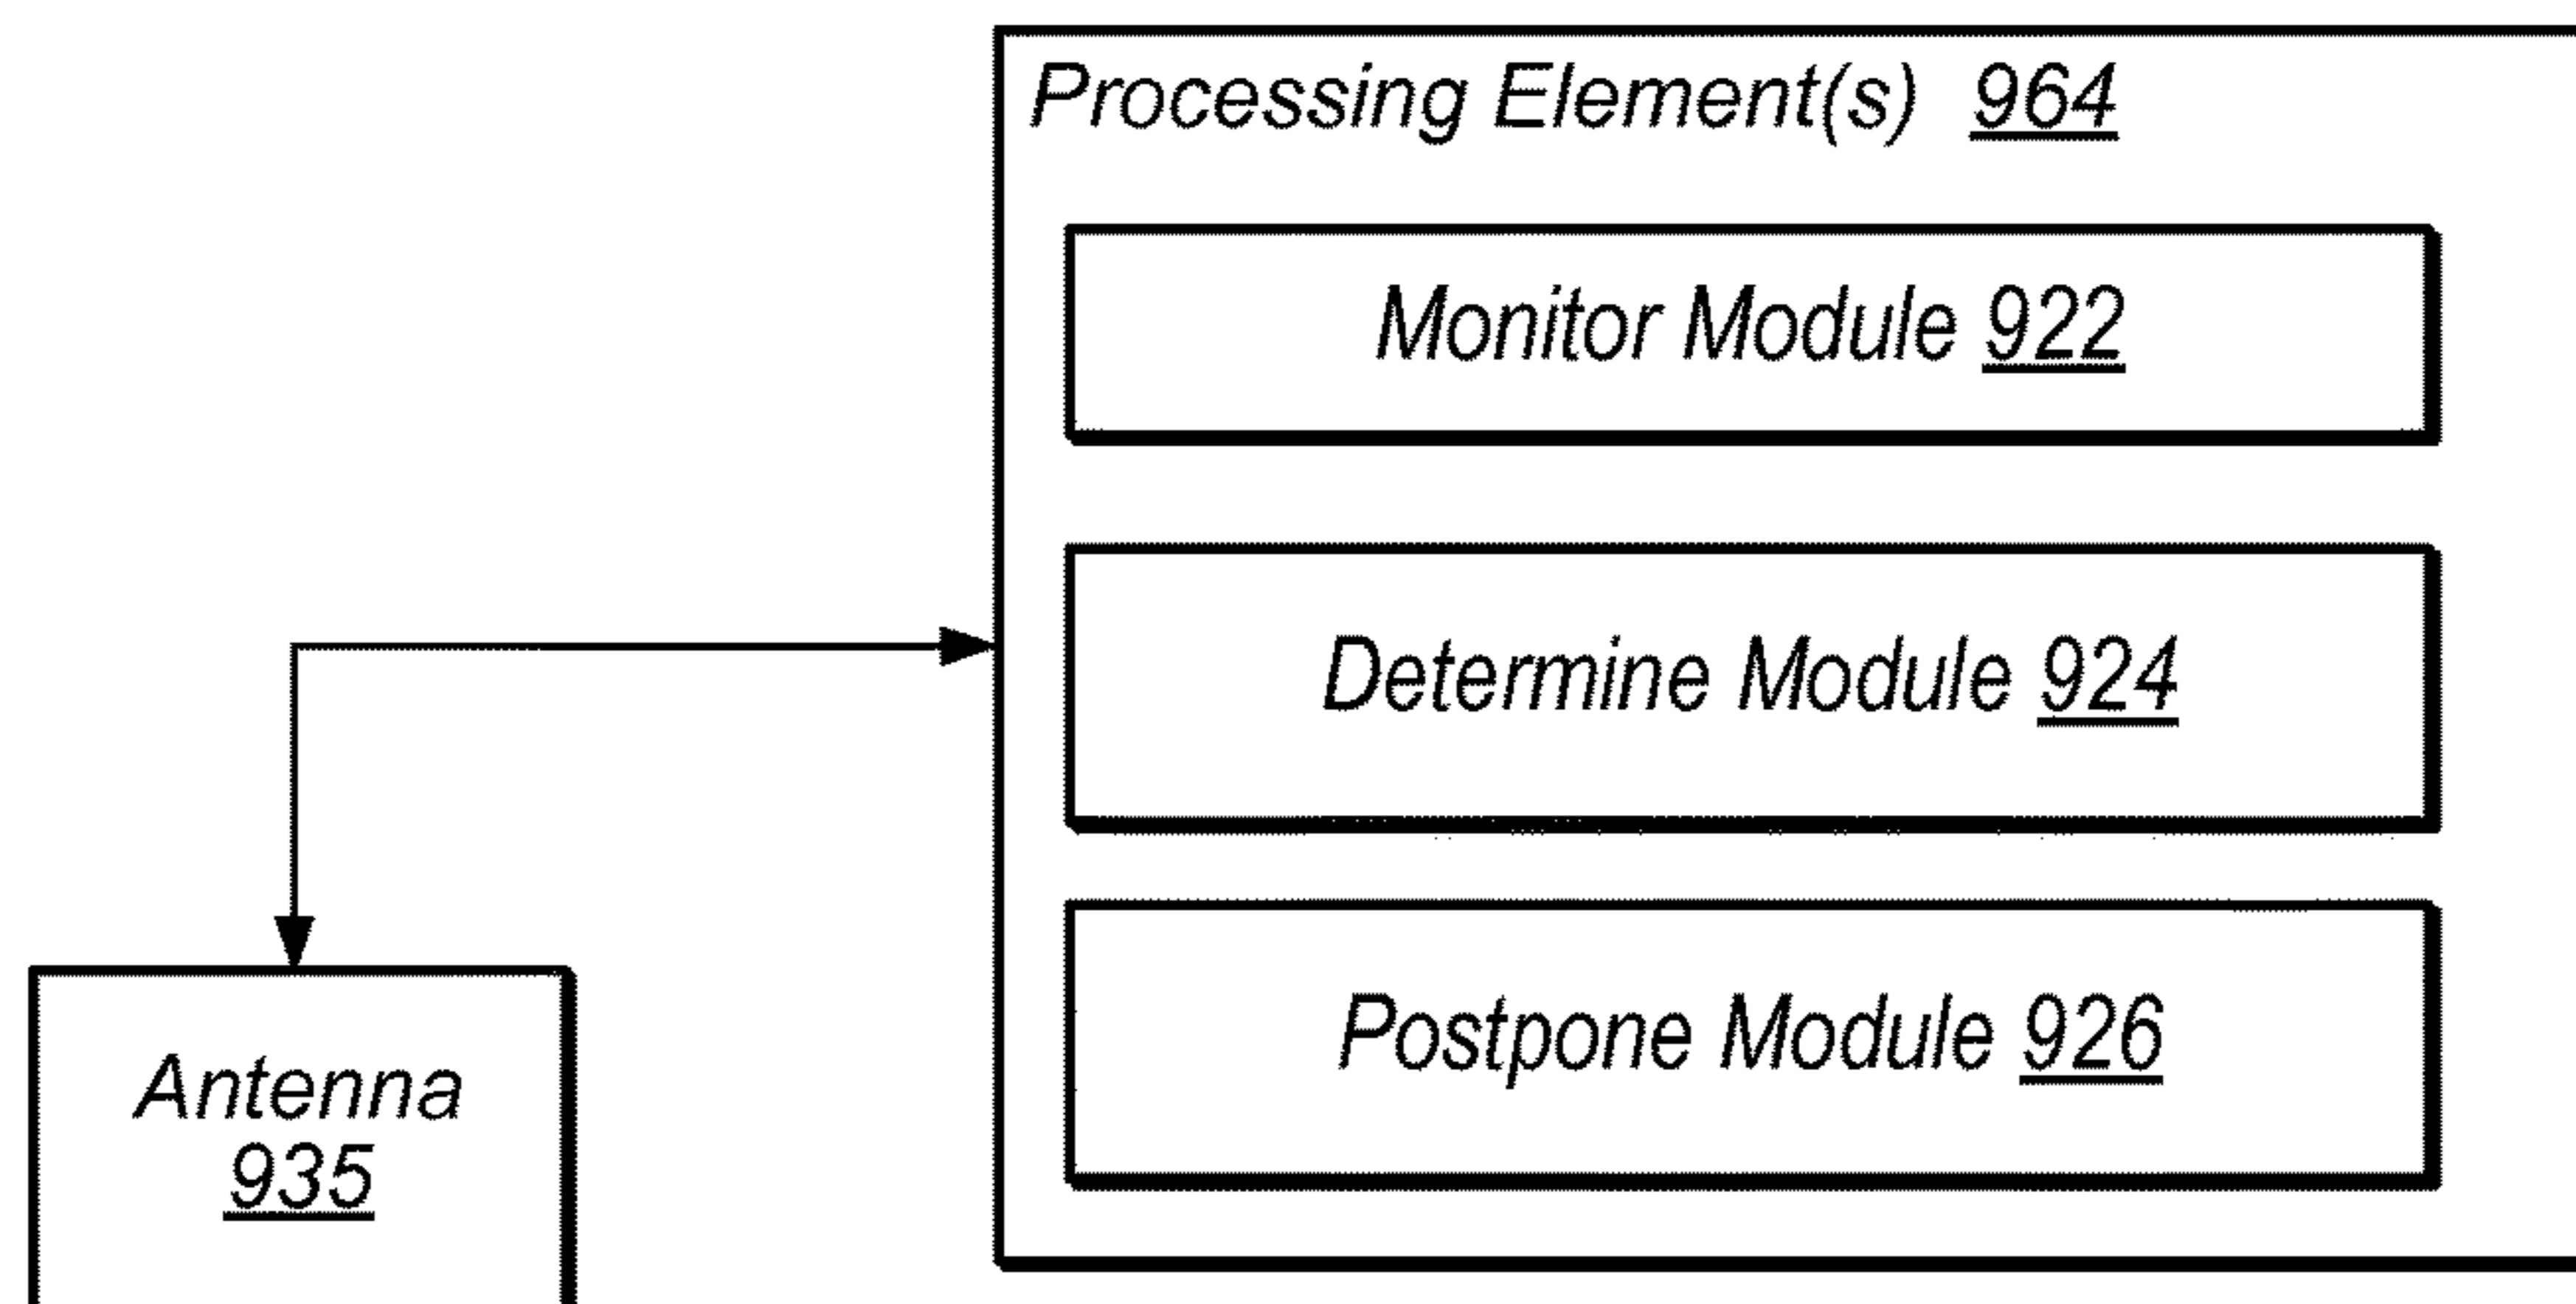 Processing Element(s) 964
Monitor Module 922
Determine Module 924
Postpone Module 926
Antenna
935